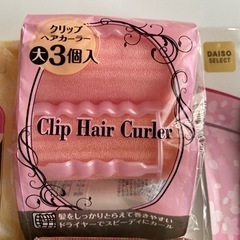 クリップ
ヘアカーラー
大3個入
DAISO
SELECT
Clip Hair Curler
髪をしっかりとらえて巻きやすい
ドライヤーでスピーディにカール